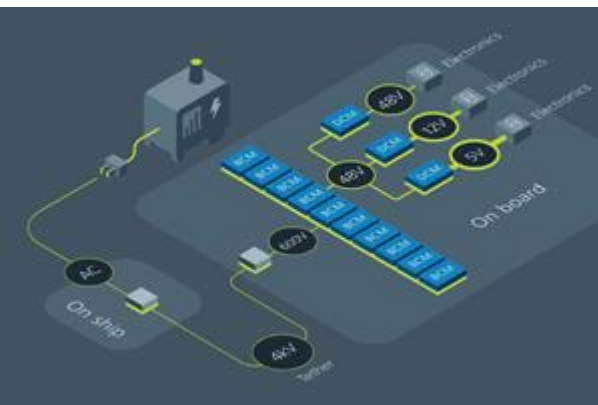 Electronics
Electronics
Electronics
48V
12V
5V
DCM
DCM
DCM
48V
BCM
BCM
BCM
BCM
BCM
BCM
BCM
BCM
BCM
BCM
On board
600V
AC
On ship
4kV
Tether